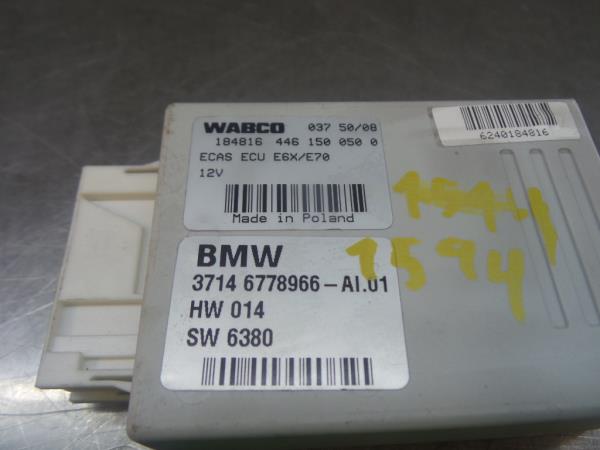 WABCO 037 50/08
184816 446 150 050 0
ECAS ECU E6X/E70
12V
Made in Poland
6240184816
BMW
3714 6778966-AI.01
HW 014
SW 6380
1594